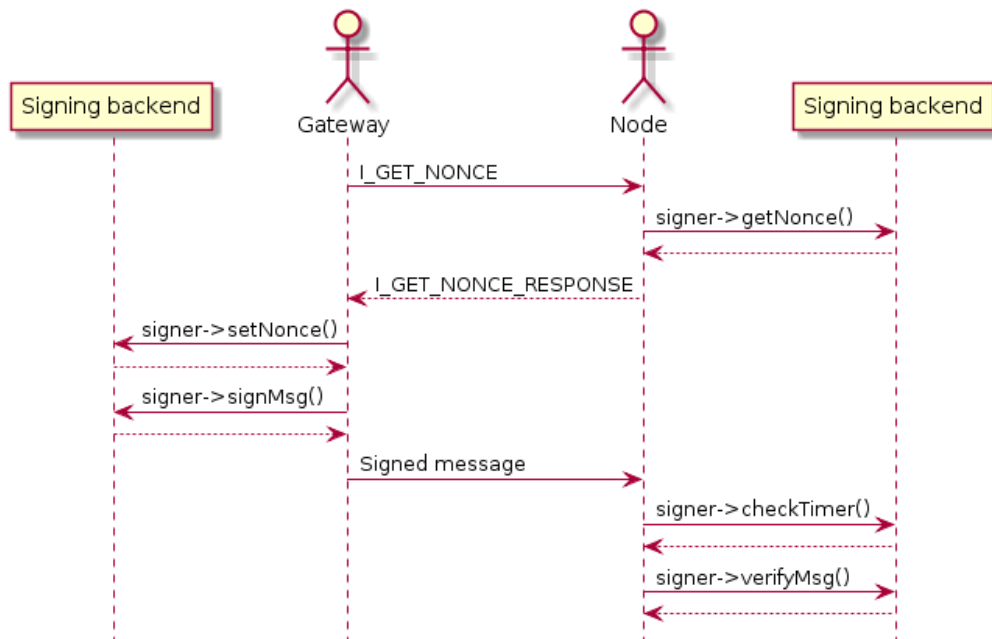 Signing backend
Gateway
Node
Signing backend
I_GET_NONCE
signer->getNonce()
I_GET_NONCE_RESPONSE
signer->setNonce()
signer->signMsg()
Signed message
signer->checkTimer()
signer->verifyMsg()